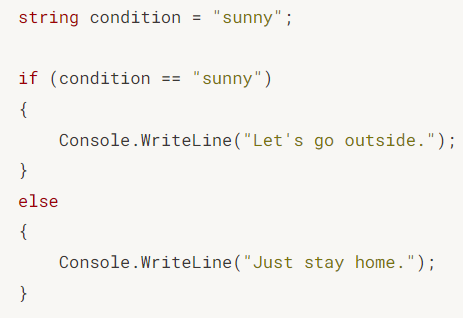 string condition = "sunny";

if (condition == "sunny")
{
    Console.WriteLine("Let's go outside.");
}
else
{
    Console.WriteLine("Just stay home.");
}